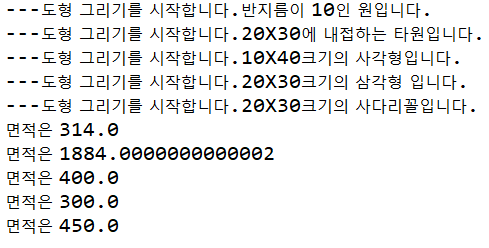 ---도형 그리기를 시작합니다.반지름이 10인 원입니다.
---도형 그리기를 시작합니다.20X30에 내접하는 타원입니다.
---도형 그리기를 시작합니다.10X40크기의 사각형입니다.
---도형 그리기를 시작합니다.20X30크기의 삼각형 입니다.
---도형 그리기를 시작합니다.20X30크기의 사다리꼴입니다.
면적은 314.0
면적은 1884.0000000000002
면적은 400.0
면적은 300.0
면적은 450.0